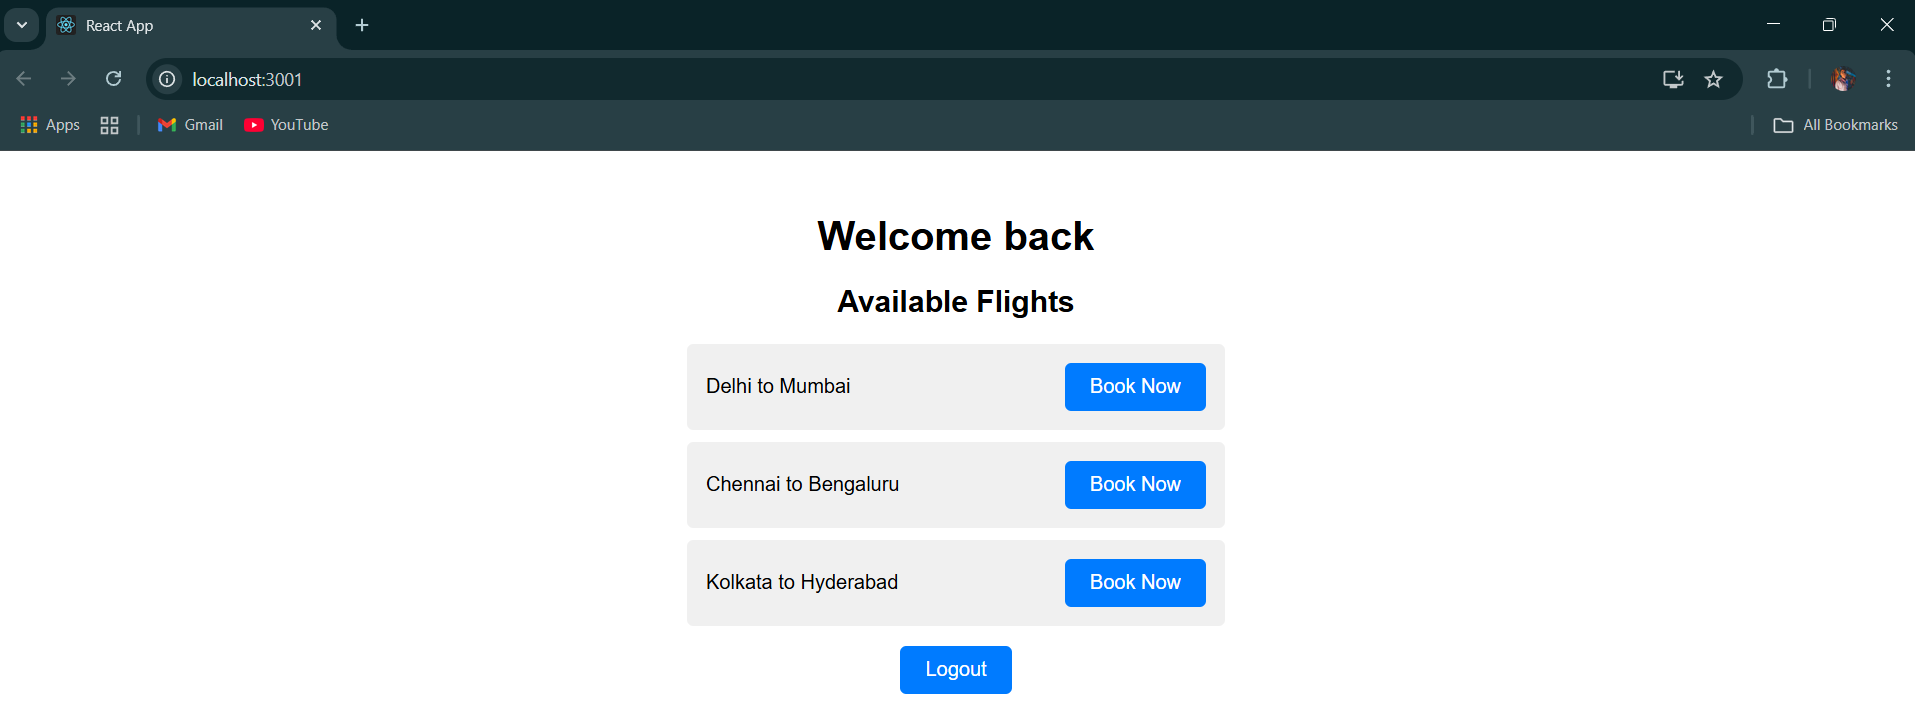 React App
localhost:3001
Apps
Gmail
YouTube
All Bookmarks
Welcome back
Available Flights
Delhi to Mumbai Book Now
Chennai to Bengaluru Book Now
Kolkata to Hyderabad Book Now
Logout